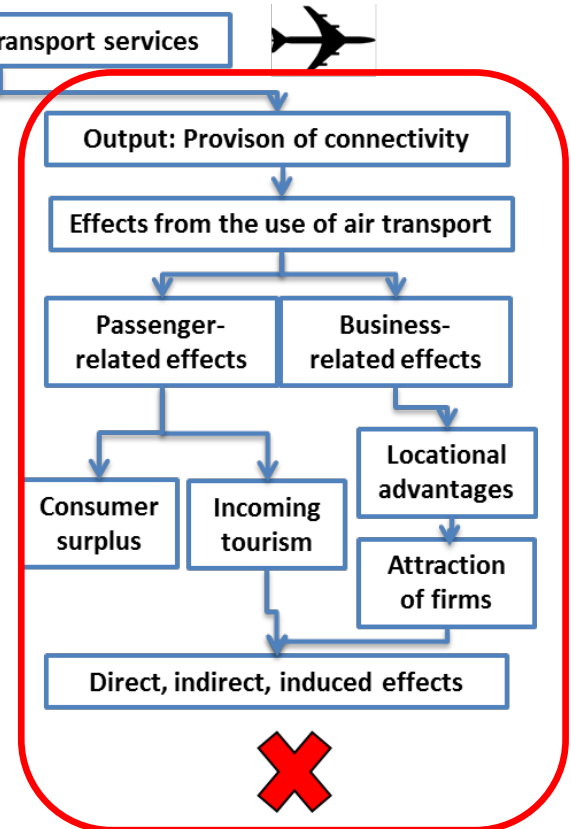 ransport services
Output: Provison of connectivity
Effects from the use of air transport
Passenger-
related effects
Business-
related effects
Locational
advantages
Consumer
surplus
Incoming
tourism
Attraction
of firms
Direct, indirect, induced effects